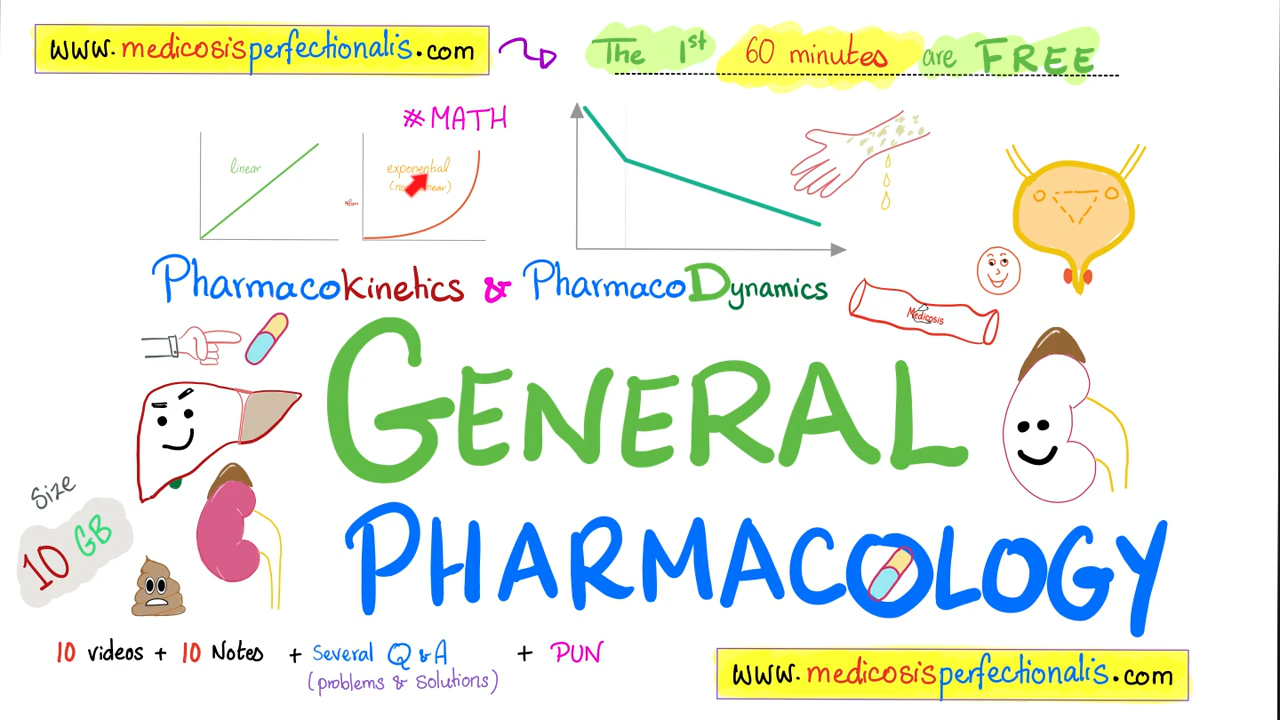 www.medicosisperfectionalis.com
The 1st 60 minutes are FREE
#MATH
linear
exponential
Pharmacokinetics & PharmacoDynamics
Medicosis
GENERAL
PHARMACOLOGY
Size
10 GB
10 videos + 10 Notes + Several Q & A + PUN
(problems & solutions)
www.medicosisperfectionalis.com